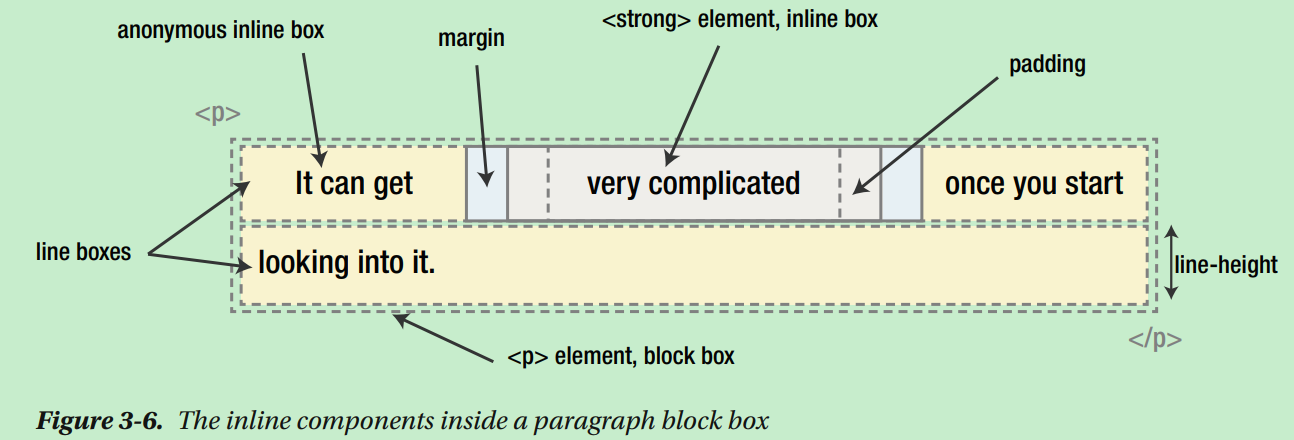 <strong> element, inline box
anonymous inline box
margin
padding
<p>
It can get very complicated once you start
line boxes
looking into it.
line-height
</p>
<p> element, block box
Figure 3-6. The inline components inside a paragraph block box